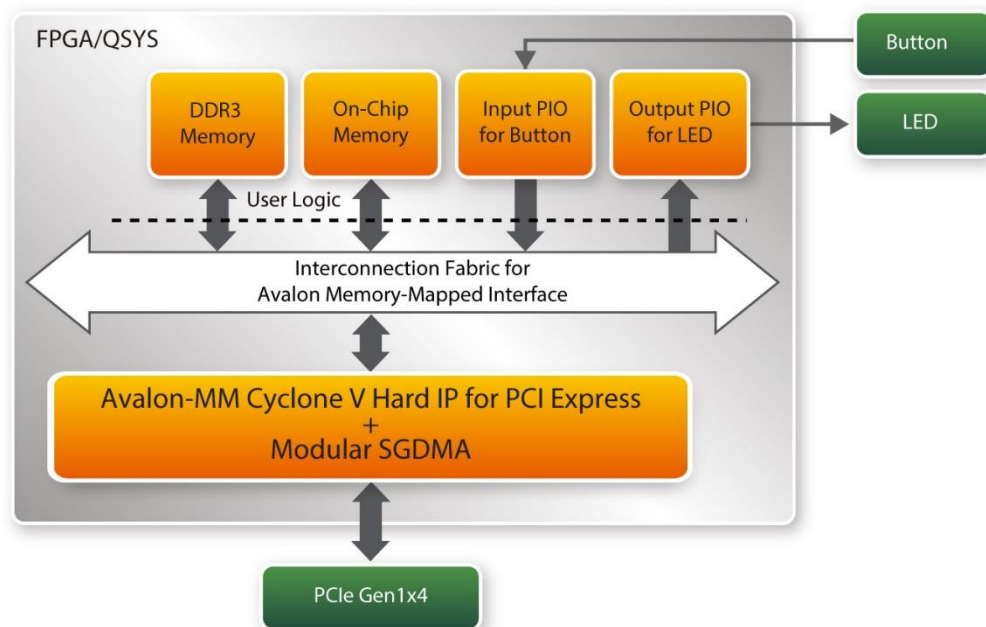 FPGA/QSYS
Button
LED
DDR3
Memory
On-Chip
Memory
Input PIO
for Button
Output PIO
for LED
User Logic
Interconnection Fabric for
Avalon Memory-Mapped Interface
Avalon-MM Cyclone V Hard IP for PCI Express
+
Modular SGDMA
PCIe Gen1x4